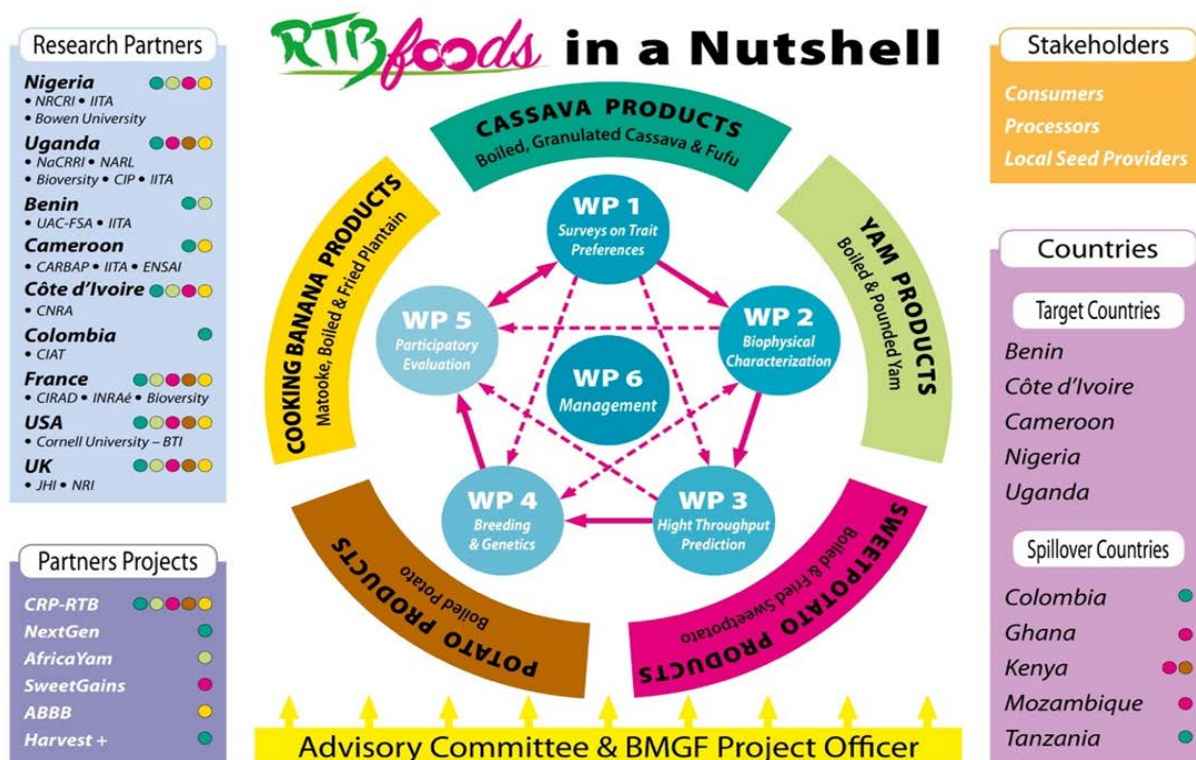 RTBfoods in a Nutshell
Research Partners
Nigeria
• NRCRI • IITA
• Bowen University
Uganda
• NaCRRI • NARL
• Bioversity • CIP • IITA
Benin
• UAC-FSA • IITA
Cameroon
• CARBAP • IITA • ENSAI
Côte d'Ivoire
• CNRA
Colombia
• CIAT
France
• CIRAD • INRAé • Bioversity
USA
• Cornell University – BTI
UK
• JHI • NRI
Partners Projects
CRP-RTB
NextGen
AfricaYam
SweetGains
ABBB
Harvest +
CASSAVA PRODUCTS
Boiled, Granulated Cassava & Fufu
YAM PRODUCTS
Boiled & Pounded Yam
SWEETPOTATO PRODUCTS
Boiled & Fried Sweetpotato
POTATO PRODUCTS
Boiled Potato
COOKING BANANA PRODUCTS
Matooke, Boiled & Fried Plantain
WP 1
Surveys on Trait
Preferences
WP 2
Biophysical
Characterization
WP 3
Hight Throughput
Prediction
WP 4
Breeding
& Genetics
WP 5
Participatory
Evaluation
WP 6
Management
Advisory Committee & BMGF Project Officer
Stakeholders
Consumers
Processors
Local Seed Providers
Countries
Target Countries
Benin
Côte d'Ivoire
Cameroon
Nigeria
Uganda
Spillover Countries
Colombia
Ghana
Kenya
Mozambique
Tanzania